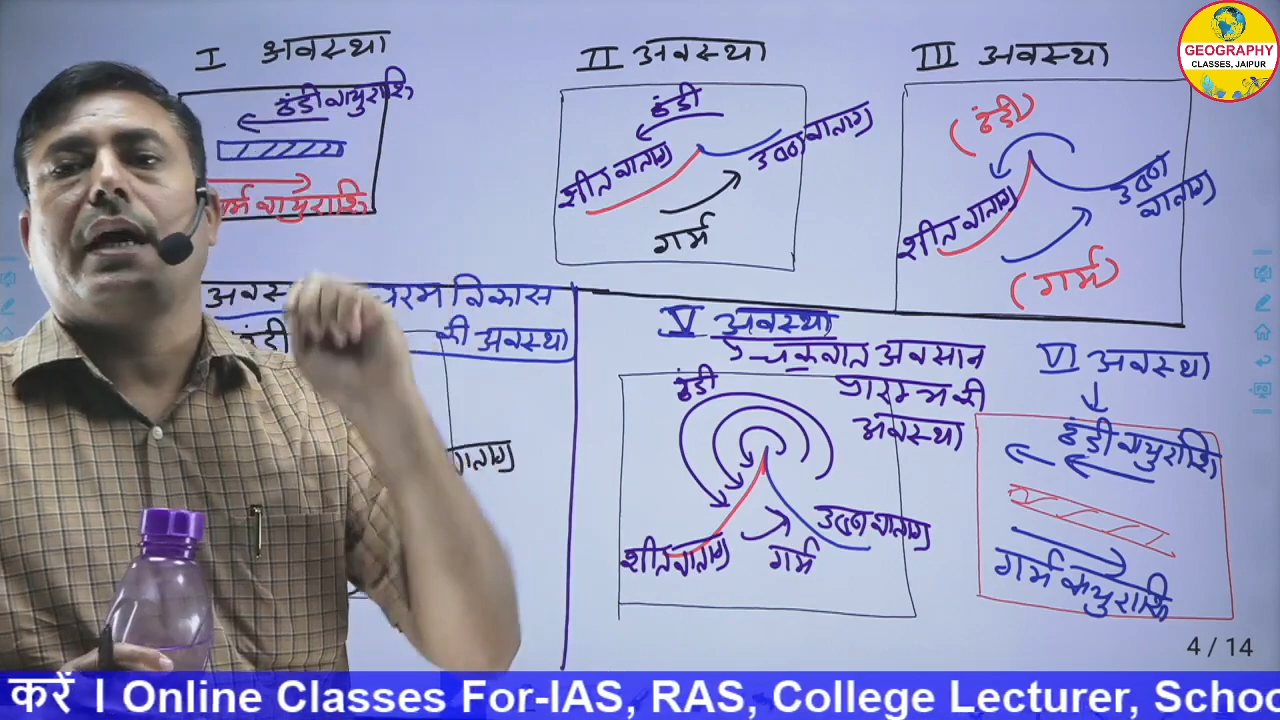 I अवस्था
ठंडी वायुराशि
गर्म वायुराशि
II अवस्था
ठंडी
शीत वाताग्र
उष्ण वाताग्र
गर्म
III अवस्था
(ठंडी)
शीत वाताग्र
उष्ण
वाताग्र
(गर्म)
चरम विकास
की अवस्था
ठंडी
वाताग्र
V अवस्था
→ चक्रवात अवसान
प्रारम्भ की
अवस्था
ठंडी
शीत वाताग्र
गर्म
उष्ण वाताग्र
VI अवस्था
ठंडी वायुराशि
गर्म वायुराशि
4 / 14
GEOGRAPHY
CLASSES, JAIPUR
करें । Online Classes For-IAS, RAS, College Lecturer, Schoo